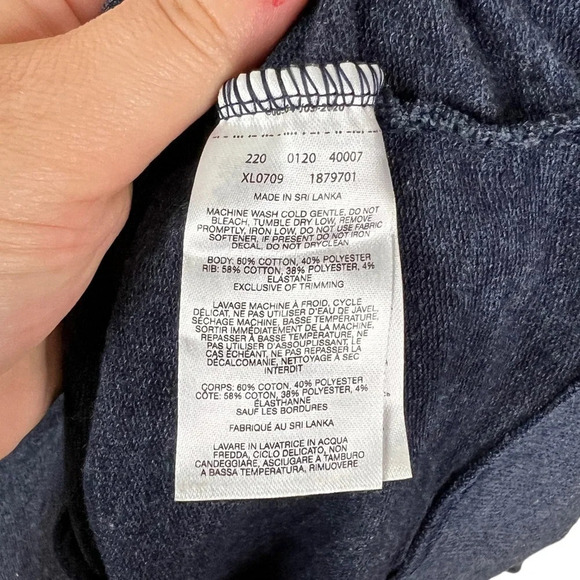 220 0120 40007
XL0709 1879701
MADE IN SRI LANKA
MACHINE WASH COLD GENTLE, DO NOT
BLEACH, TUMBLE DRY LOW, REMOVE
PROMPTLY, IRON LOW, DO NOT USE FABRIC
SOFTENER, IF PRESENT DO NOT IRON
DECAL, DO NOT DRYCLEAN
BODY: 60% COTTON, 40% POLYESTER
RIB: 58% COTTON, 38% POLYESTER, 4%
ELASTANE
EXCLUSIVE OF TRIMMING
LAVAGE MACHINE À FROID, CYCLE
DÉLICAT, NE PAS UTILISER D'EAU DE JAVEL,
SÉCHAGE MACHINE, BASSE TEMPÉRATURE,
SORTIR IMMÉDIATEMENT DE LA MACHINE,
REPASSER À BASSE TEMPÉRATURE, NE
PAS UTILISER D'ASSOUPLISSANT, LE
CAS ÉCHÉANT, NE PAS REPASSER LA
DÉCALCOMANIE, NETTOYAGE À SEC
INTERDIT
CORPS: 60% COTON, 40% POLYESTER
CÔTE: 58% COTON, 38% POLYESTER, 4%
ÉLASTHANNE
SAUF LES BORDURES
FABRIQUÉ AU SRI LANKA
LAVARE IN LAVATRICE IN ACQUA
FREDDA, CICLO DELICATO, NON
CANDEGGIARE, ASCIUGARE A TAMBURO
A BASSA TEMPERATURA, RIMUOVERE